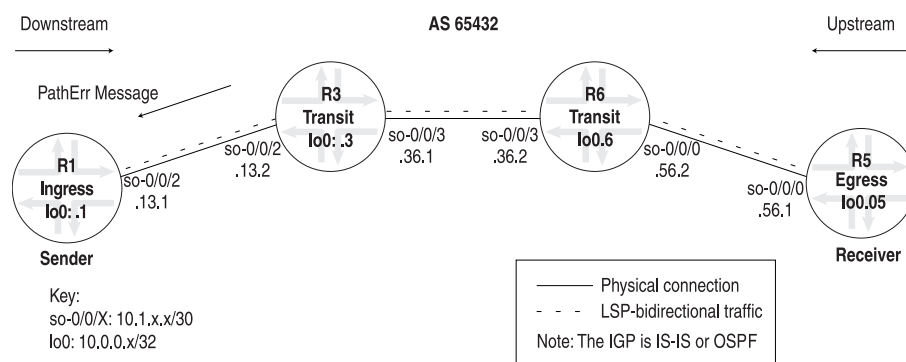 Downstream
AS 65432
Upstream
PathErr Message
R3
Transit
lo0: .3
R6
Transit
lo0.6
R1
Ingress
lo0: .1
R5
Egress
lo0.05
so-0/0/2
.13.1
so-0/0/2
.13.2
so-0/0/3
.36.1
so-0/0/3
.36.2
so-0/0/0
.56.2
so-0/0/0
.56.1
Sender
Receiver
Key:
so-0/0/X: 10.1.x.x/30
lo0: 10.0.0.x/32
Physical connection
LSP-bidirectional traffic
Note: The IGP is IS-IS or OSPF